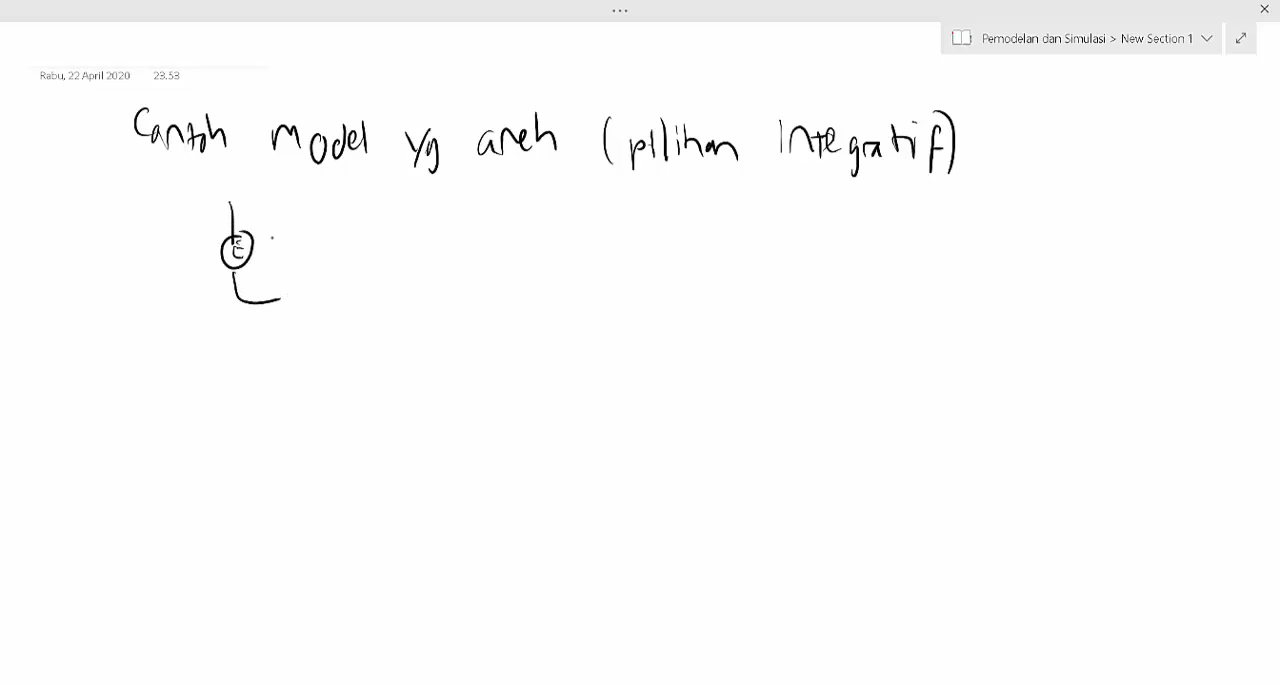 Pemodelan dan Simulasi > New Section 1
Rabu, 22 April 2020 23.53
Contoh model yg aneh (pilihan integratif)
E